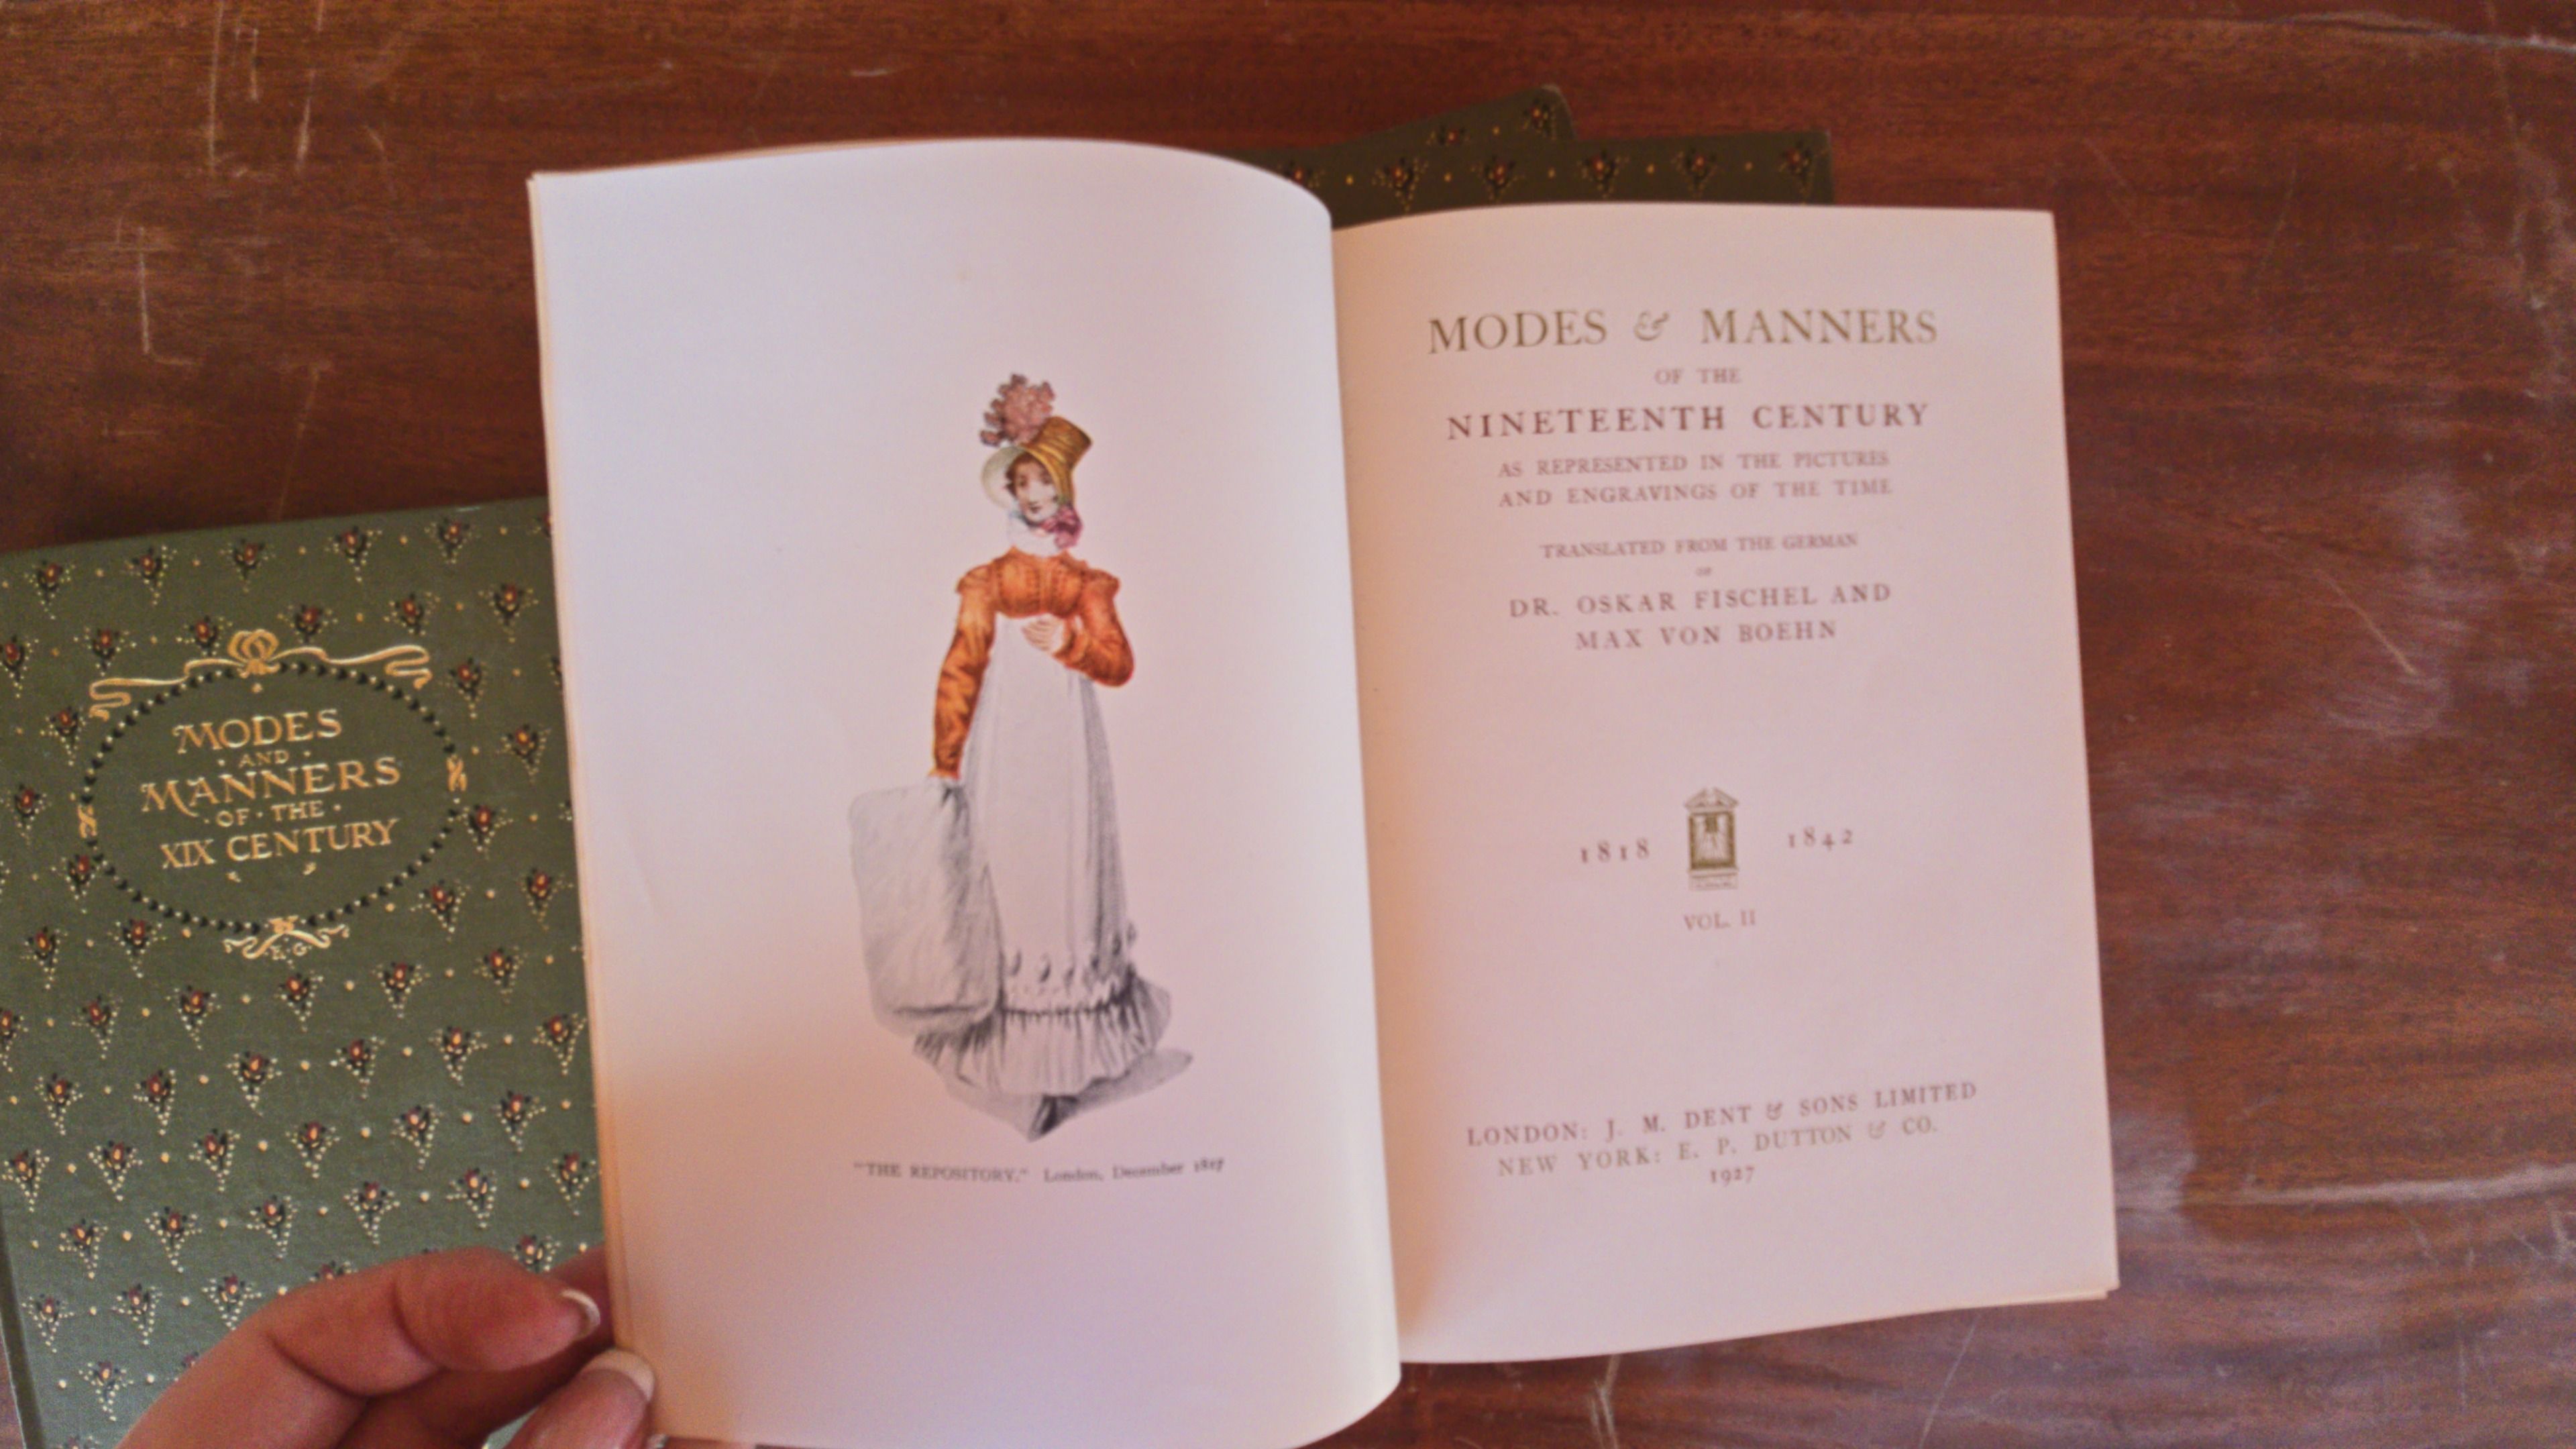 MODES
AND
MANNERS
OF · THE
XIX CENTURY
E.G.
"THE REPOSITORY," London, December 1817
MODES & MANNERS
OF THE
NINETEENTH CENTURY
AS REPRESENTED IN THE PICTURES
AND ENGRAVINGS OF THE TIME
TRANSLATED FROM THE GERMAN
OF
DR. OSKAR FISCHEL AND
MAX VON BOEHN
1818 1842
VOL. II
LONDON: J. M. DENT & SONS LIMITED
NEW YORK: E. P. DUTTON & CO.
1927